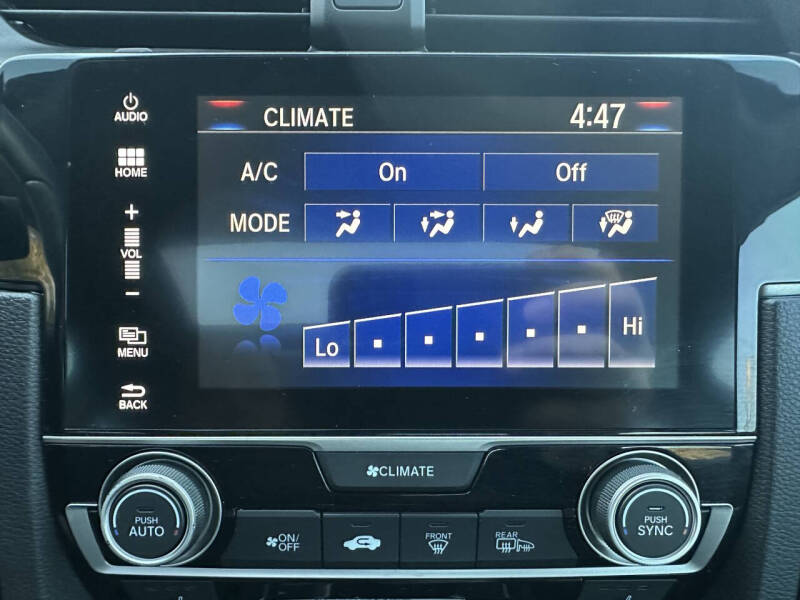 AUDIO
CLIMATE 4:47
A/C On Off
HOME
MODE
+
VOL
−
Lo Hi
MENU
BACK
CLIMATE
PUSH
AUTO
ON/
OFF
FRONT
REAR
PUSH
SYNC